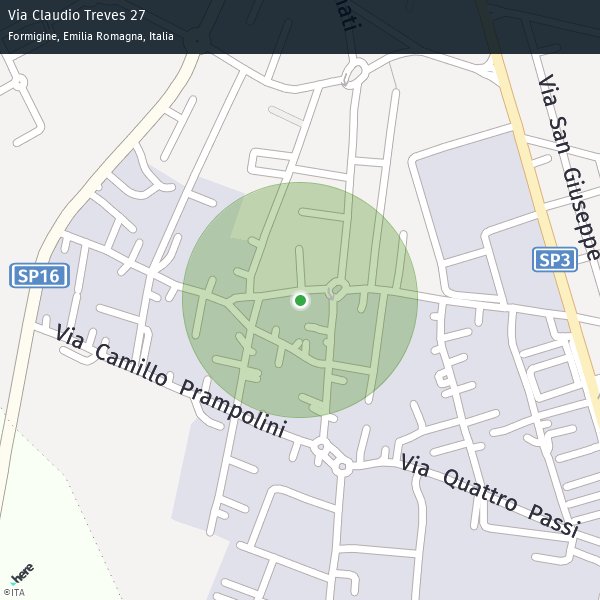 Via Claudio Treves 27
Formigine, Emilia Romagna, Italia
Via San Giuseppe
SP3
SP16
Via Camillo Prampolini
Via Quattro Passi
here
©ITA